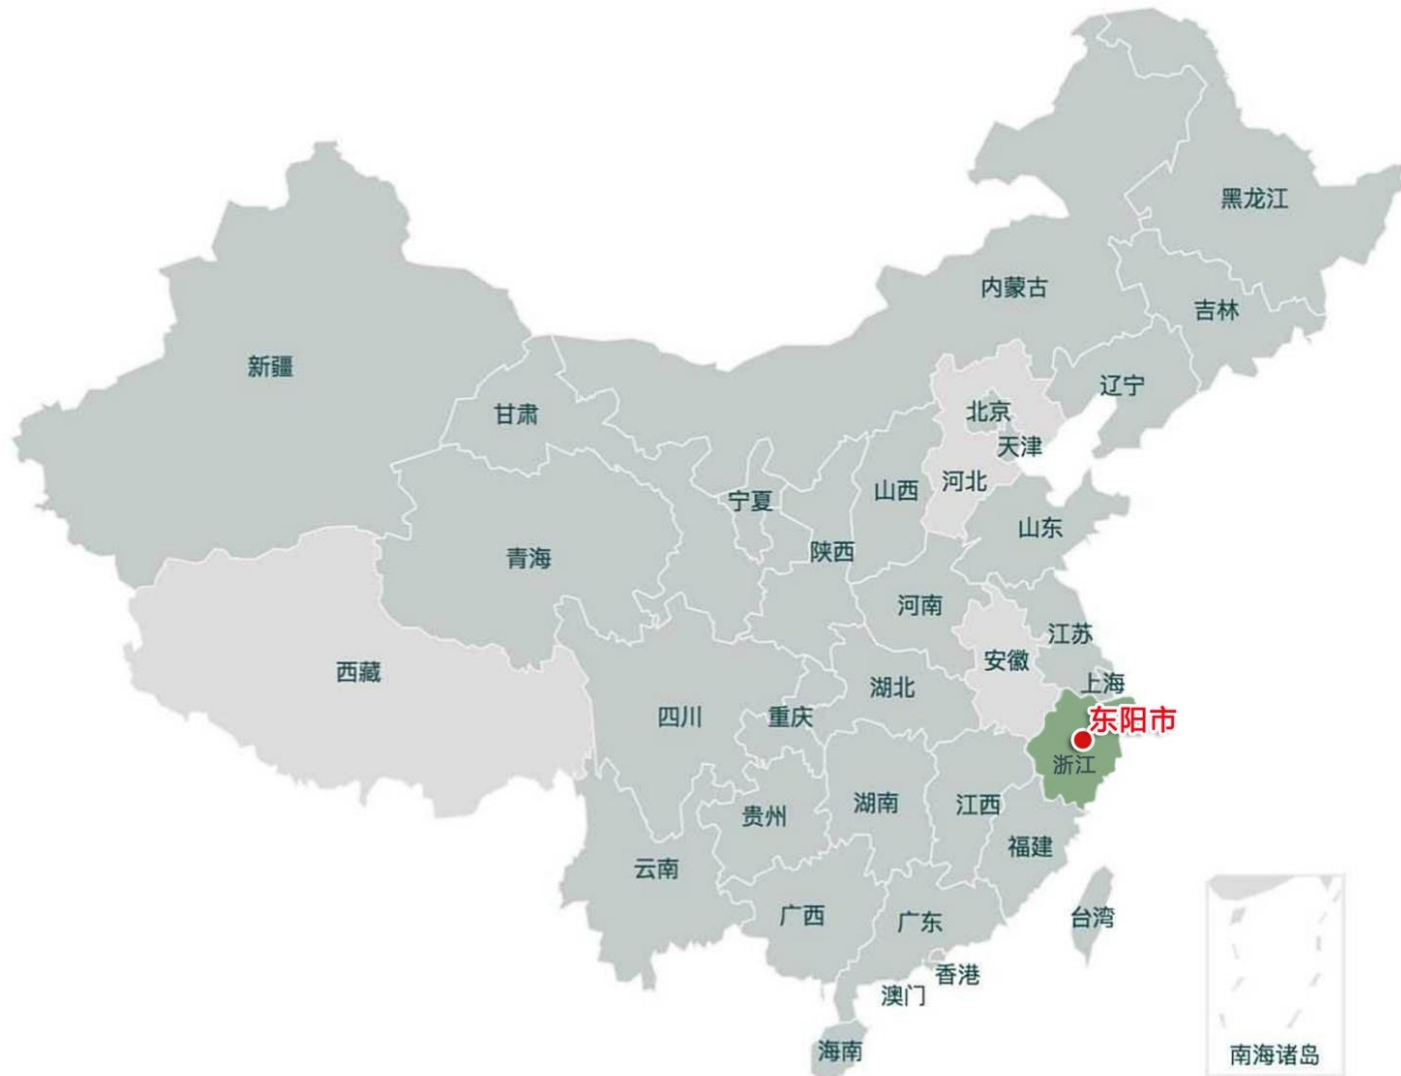 黑龙江
内蒙古
吉林
新疆
辽宁
甘肃
北京
天津
河北
山西
宁夏
山东
陕西
青海
河南
江苏
安徽
西藏
上海
湖北
四川
重庆
东阳市
浙江
湖南
江西
贵州
福建
云南
广西
广东
台湾
香港
澳门
海南
南海诸岛